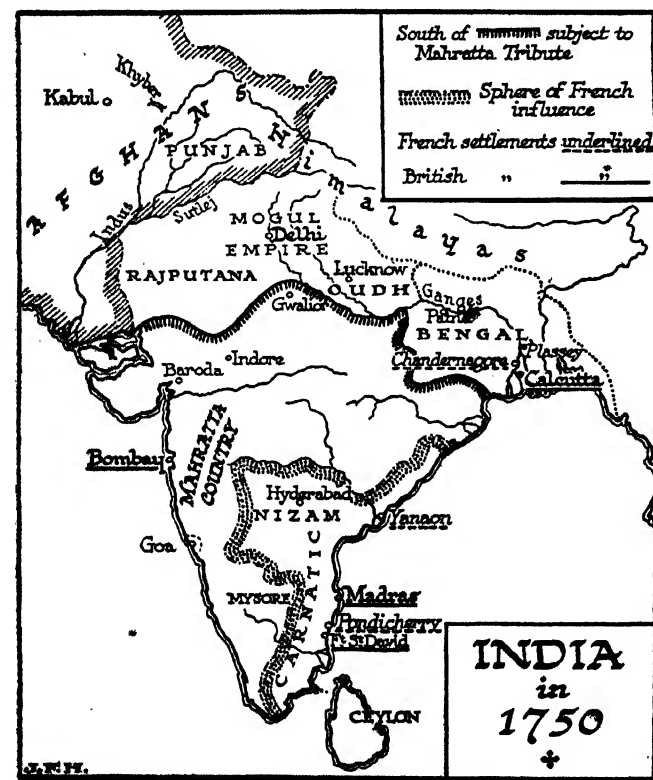 South of subject to
Mahratta Tribute
Sphere of French
influence
French settlements underlined
British " "
Khyber
Kabul
AFGHANS
PUNJAB
Himalayas
Indus
Sutlej
MOGUL
Delhi
EMPIRE
RAJPUTANA
Lucknow
OUDH
Ganges
Gwalior
Patna
BENGAL
Plassey
Chandernagore
Calcutta
Indore
Baroda
MAHRATTA
COUNTRY
Bombay
Hyderabad
NIZAM
Yanaon
Goa
CARNATIC
MYSORE
Madras
Pondicherry
Ft St David
CEYLON
INDIA
in
1750
J.F.H.